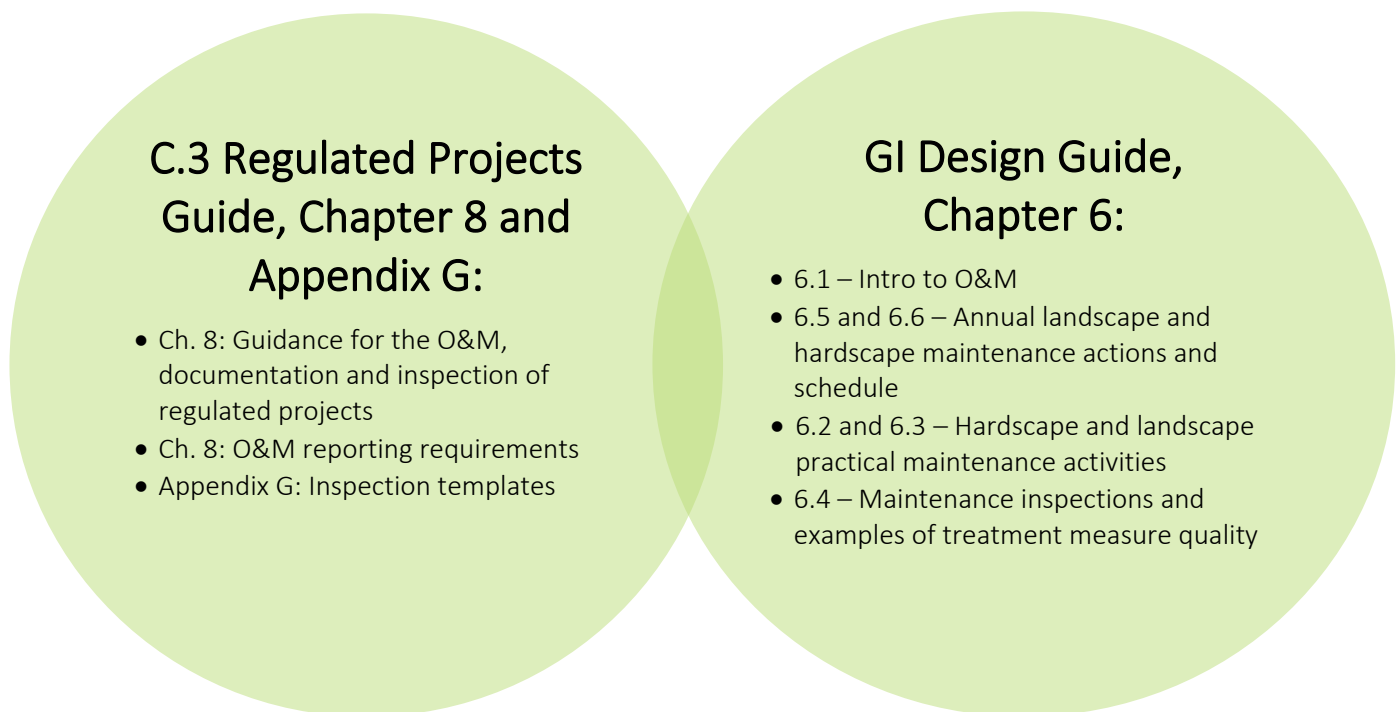 C.3 Regulated Projects
Guide, Chapter 8 and
Appendix G:
• Ch. 8: Guidance for the O&M,
documentation and inspection of
regulated projects
• Ch. 8: O&M reporting requirements
• Appendix G: Inspection templates
GI Design Guide,
Chapter 6:
• 6.1 – Intro to O&M
• 6.5 and 6.6 – Annual landscape and
hardscape maintenance actions and
schedule
• 6.2 and 6.3 – Hardscape and landscape
practical maintenance activities
• 6.4 – Maintenance inspections and
examples of treatment measure quality